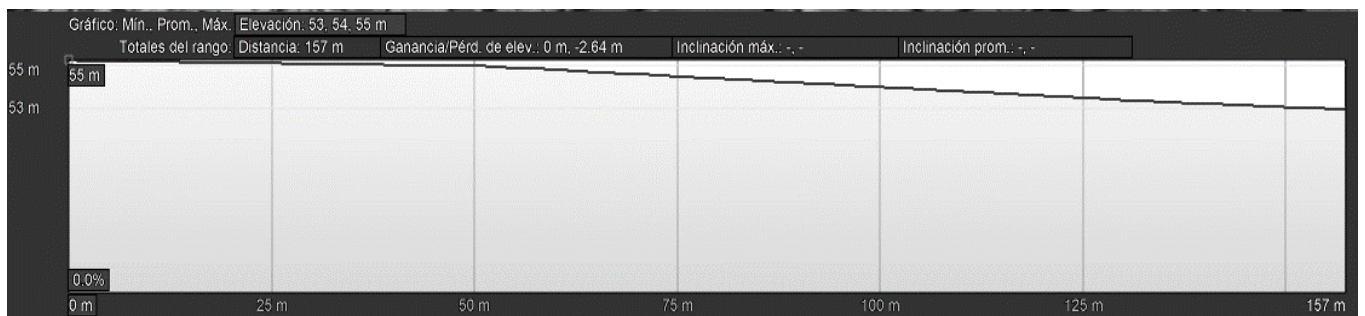 Gráfico: Mín., Prom., Máx. Elevación: 53, 54, 55 m
Totales del rango: Distancia: 157 m Ganancia/Pérd. de elev.: 0 m, -2.64 m Inclinación máx.: -, - Inclinación prom.: -, -
55 m
55 m
53 m
0.0%
0 m 25 m 50 m 75 m 100 m 125 m 157 m